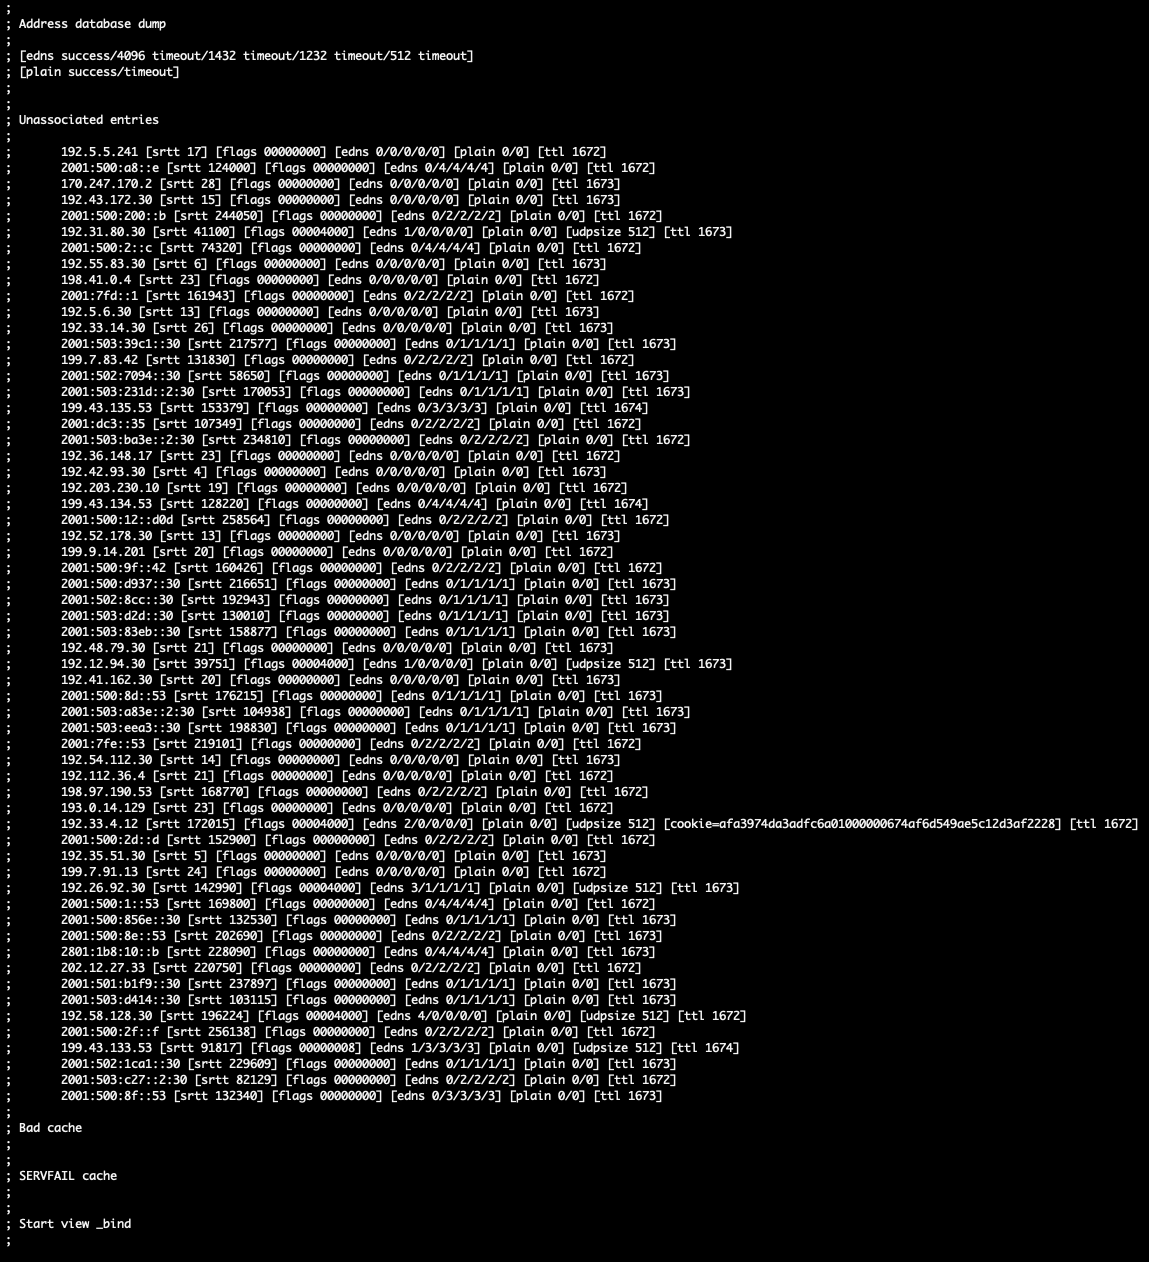 ;
; Address database dump
;
; [edns success/4096 timeout/1432 timeout/1232 timeout/512 timeout]
; [plain success/timeout]
;
;
; Unassociated entries
;
;       192.5.5.241 [srtt 17] [flags 00000000] [edns 0/0/0/0/0] [plain 0/0] [ttl 1672]
;       2001:500:a8::e [srtt 124000] [flags 00000000] [edns 0/4/4/4/4] [plain 0/0] [ttl 1672]
;       170.247.170.2 [srtt 28] [flags 00000000] [edns 0/0/0/0/0] [plain 0/0] [ttl 1673]
;       192.43.172.30 [srtt 15] [flags 00000000] [edns 0/0/0/0/0] [plain 0/0] [ttl 1673]
;       2001:500:200::b [srtt 244050] [flags 00000000] [edns 0/2/2/2/2] [plain 0/0] [ttl 1672]
;       192.31.80.30 [srtt 41100] [flags 00004000] [edns 1/0/0/0/0] [plain 0/0] [udpsize 512] [ttl 1673]
;       2001:500:2::c [srtt 74320] [flags 00000000] [edns 0/4/4/4/4] [plain 0/0] [ttl 1672]
;       192.55.83.30 [srtt 6] [flags 00000000] [edns 0/0/0/0/0] [plain 0/0] [ttl 1673]
;       198.41.0.4 [srtt 23] [flags 00000000] [edns 0/0/0/0/0] [plain 0/0] [ttl 1672]
;       2001:7fd::1 [srtt 161943] [flags 00000000] [edns 0/2/2/2/2] [plain 0/0] [ttl 1672]
;       192.5.6.30 [srtt 13] [flags 00000000] [edns 0/0/0/0/0] [plain 0/0] [ttl 1673]
;       192.33.14.30 [srtt 26] [flags 00000000] [edns 0/0/0/0/0] [plain 0/0] [ttl 1673]
;       2001:503:39c1::30 [srtt 217577] [flags 00000000] [edns 0/1/1/1/1] [plain 0/0] [ttl 1673]
;       199.7.83.42 [srtt 131830] [flags 00000000] [edns 0/2/2/2/2] [plain 0/0] [ttl 1672]
;       2001:502:7094::30 [srtt 58650] [flags 00000000] [edns 0/1/1/1/1] [plain 0/0] [ttl 1673]
;       2001:503:231d::2:30 [srtt 170053] [flags 00000000] [edns 0/1/1/1/1] [plain 0/0] [ttl 1673]
;       199.43.135.53 [srtt 153379] [flags 00000000] [edns 0/3/3/3/3] [plain 0/0] [ttl 1674]
;       2001:dc3::35 [srtt 107349] [flags 00000000] [edns 0/2/2/2/2] [plain 0/0] [ttl 1672]
;       2001:503:ba3e::2:30 [srtt 234810] [flags 00000000] [edns 0/2/2/2/2] [plain 0/0] [ttl 1672]
;       192.36.148.17 [srtt 23] [flags 00000000] [edns 0/0/0/0/0] [plain 0/0] [ttl 1672]
;       192.42.93.30 [srtt 4] [flags 00000000] [edns 0/0/0/0/0] [plain 0/0] [ttl 1673]
;       192.203.230.10 [srtt 19] [flags 00000000] [edns 0/0/0/0/0] [plain 0/0] [ttl 1672]
;       199.43.134.53 [srtt 128220] [flags 00000000] [edns 0/4/4/4/4] [plain 0/0] [ttl 1674]
;       2001:500:12::d0d [srtt 258564] [flags 00000000] [edns 0/2/2/2/2] [plain 0/0] [ttl 1672]
;       192.52.178.30 [srtt 13] [flags 00000000] [edns 0/0/0/0/0] [plain 0/0] [ttl 1673]
;       199.9.14.201 [srtt 20] [flags 00000000] [edns 0/0/0/0/0] [plain 0/0] [ttl 1672]
;       2001:500:9f::42 [srtt 160426] [flags 00000000] [edns 0/2/2/2/2] [plain 0/0] [ttl 1672]
;       2001:500:d937::30 [srtt 216651] [flags 00000000] [edns 0/1/1/1/1] [plain 0/0] [ttl 1673]
;       2001:502:8cc::30 [srtt 192943] [flags 00000000] [edns 0/1/1/1/1] [plain 0/0] [ttl 1673]
;       2001:503:d2d::30 [srtt 130010] [flags 00000000] [edns 0/1/1/1/1] [plain 0/0] [ttl 1673]
;       2001:503:83eb::30 [srtt 158877] [flags 00000000] [edns 0/1/1/1/1] [plain 0/0] [ttl 1673]
;       192.48.79.30 [srtt 21] [flags 00000000] [edns 0/0/0/0/0] [plain 0/0] [ttl 1673]
;       192.12.94.30 [srtt 39751] [flags 00004000] [edns 1/0/0/0/0] [plain 0/0] [udpsize 512] [ttl 1673]
;       192.41.162.30 [srtt 20] [flags 00000000] [edns 0/0/0/0/0] [plain 0/0] [ttl 1673]
;       2001:500:8d::53 [srtt 176215] [flags 00000000] [edns 0/1/1/1/1] [plain 0/0] [ttl 1673]
;       2001:503:a83e::2:30 [srtt 104938] [flags 00000000] [edns 0/1/1/1/1] [plain 0/0] [ttl 1673]
;       2001:503:eea3::30 [srtt 198830] [flags 00000000] [edns 0/1/1/1/1] [plain 0/0] [ttl 1673]
;       2001:7fe::53 [srtt 219101] [flags 00000000] [edns 0/2/2/2/2] [plain 0/0] [ttl 1672]
;       192.54.112.30 [srtt 14] [flags 00000000] [edns 0/0/0/0/0] [plain 0/0] [ttl 1673]
;       192.112.36.4 [srtt 21] [flags 00000000] [edns 0/0/0/0/0] [plain 0/0] [ttl 1672]
;       198.97.190.53 [srtt 168770] [flags 00000000] [edns 0/2/2/2/2] [plain 0/0] [ttl 1672]
;       193.0.14.129 [srtt 23] [flags 00000000] [edns 0/0/0/0/0] [plain 0/0] [ttl 1672]
;       192.33.4.12 [srtt 172015] [flags 00004000] [edns 2/0/0/0/0] [plain 0/0] [udpsize 512] [cookie=afa3974da3adfc6a01000000674af6d549ae5c12d3af2228] [ttl 1672]
;       2001:500:2d::d [srtt 152900] [flags 00000000] [edns 0/2/2/2/2] [plain 0/0] [ttl 1672]
;       192.35.51.30 [srtt 5] [flags 00000000] [edns 0/0/0/0/0] [plain 0/0] [ttl 1673]
;       199.7.91.13 [srtt 24] [flags 00000000] [edns 0/0/0/0/0] [plain 0/0] [ttl 1672]
;       192.26.92.30 [srtt 142990] [flags 00004000] [edns 3/1/1/1/1] [plain 0/0] [udpsize 512] [ttl 1673]
;       2001:500:1::53 [srtt 169800] [flags 00000000] [edns 0/4/4/4/4] [plain 0/0] [ttl 1672]
;       2001:500:856e::30 [srtt 132530] [flags 00000000] [edns 0/1/1/1/1] [plain 0/0] [ttl 1673]
;       2001:500:8e::53 [srtt 202690] [flags 00000000] [edns 0/2/2/2/2] [plain 0/0] [ttl 1673]
;       2801:1b8:10::b [srtt 228090] [flags 00000000] [edns 0/4/4/4/4] [plain 0/0] [ttl 1673]
;       202.12.27.33 [srtt 220750] [flags 00000000] [edns 0/2/2/2/2] [plain 0/0] [ttl 1672]
;       2001:501:b1f9::30 [srtt 237897] [flags 00000000] [edns 0/1/1/1/1] [plain 0/0] [ttl 1673]
;       2001:503:d414::30 [srtt 103115] [flags 00000000] [edns 0/1/1/1/1] [plain 0/0] [ttl 1673]
;       192.58.128.30 [srtt 196224] [flags 00004000] [edns 4/0/0/0/0] [plain 0/0] [udpsize 512] [ttl 1672]
;       2001:500:2f::f [srtt 256138] [flags 00000000] [edns 0/2/2/2/2] [plain 0/0] [ttl 1672]
;       199.43.133.53 [srtt 91817] [flags 00000008] [edns 1/3/3/3/3] [plain 0/0] [udpsize 512] [ttl 1674]
;       2001:502:1ca1::30 [srtt 229609] [flags 00000000] [edns 0/1/1/1/1] [plain 0/0] [ttl 1673]
;       2001:503:c27::2:30 [srtt 82129] [flags 00000000] [edns 0/2/2/2/2] [plain 0/0] [ttl 1672]
;       2001:500:8f::53 [srtt 132340] [flags 00000000] [edns 0/3/3/3/3] [plain 0/0] [ttl 1673]
;
; Bad cache
;
;
; SERVFAIL cache
;
;
; Start view _bind
;